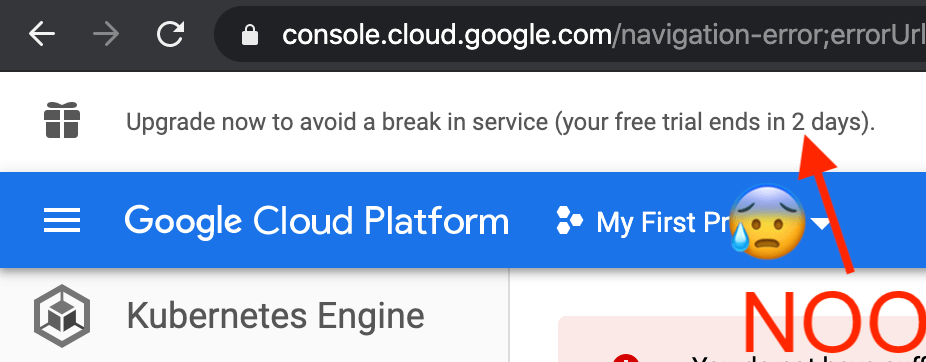 console.cloud.google.com/navigation-error;errorUrl
Upgrade now to avoid a break in service (your free trial ends in 2 days).
Google Cloud Platform
My First Pr
Kubernetes Engine
NOO